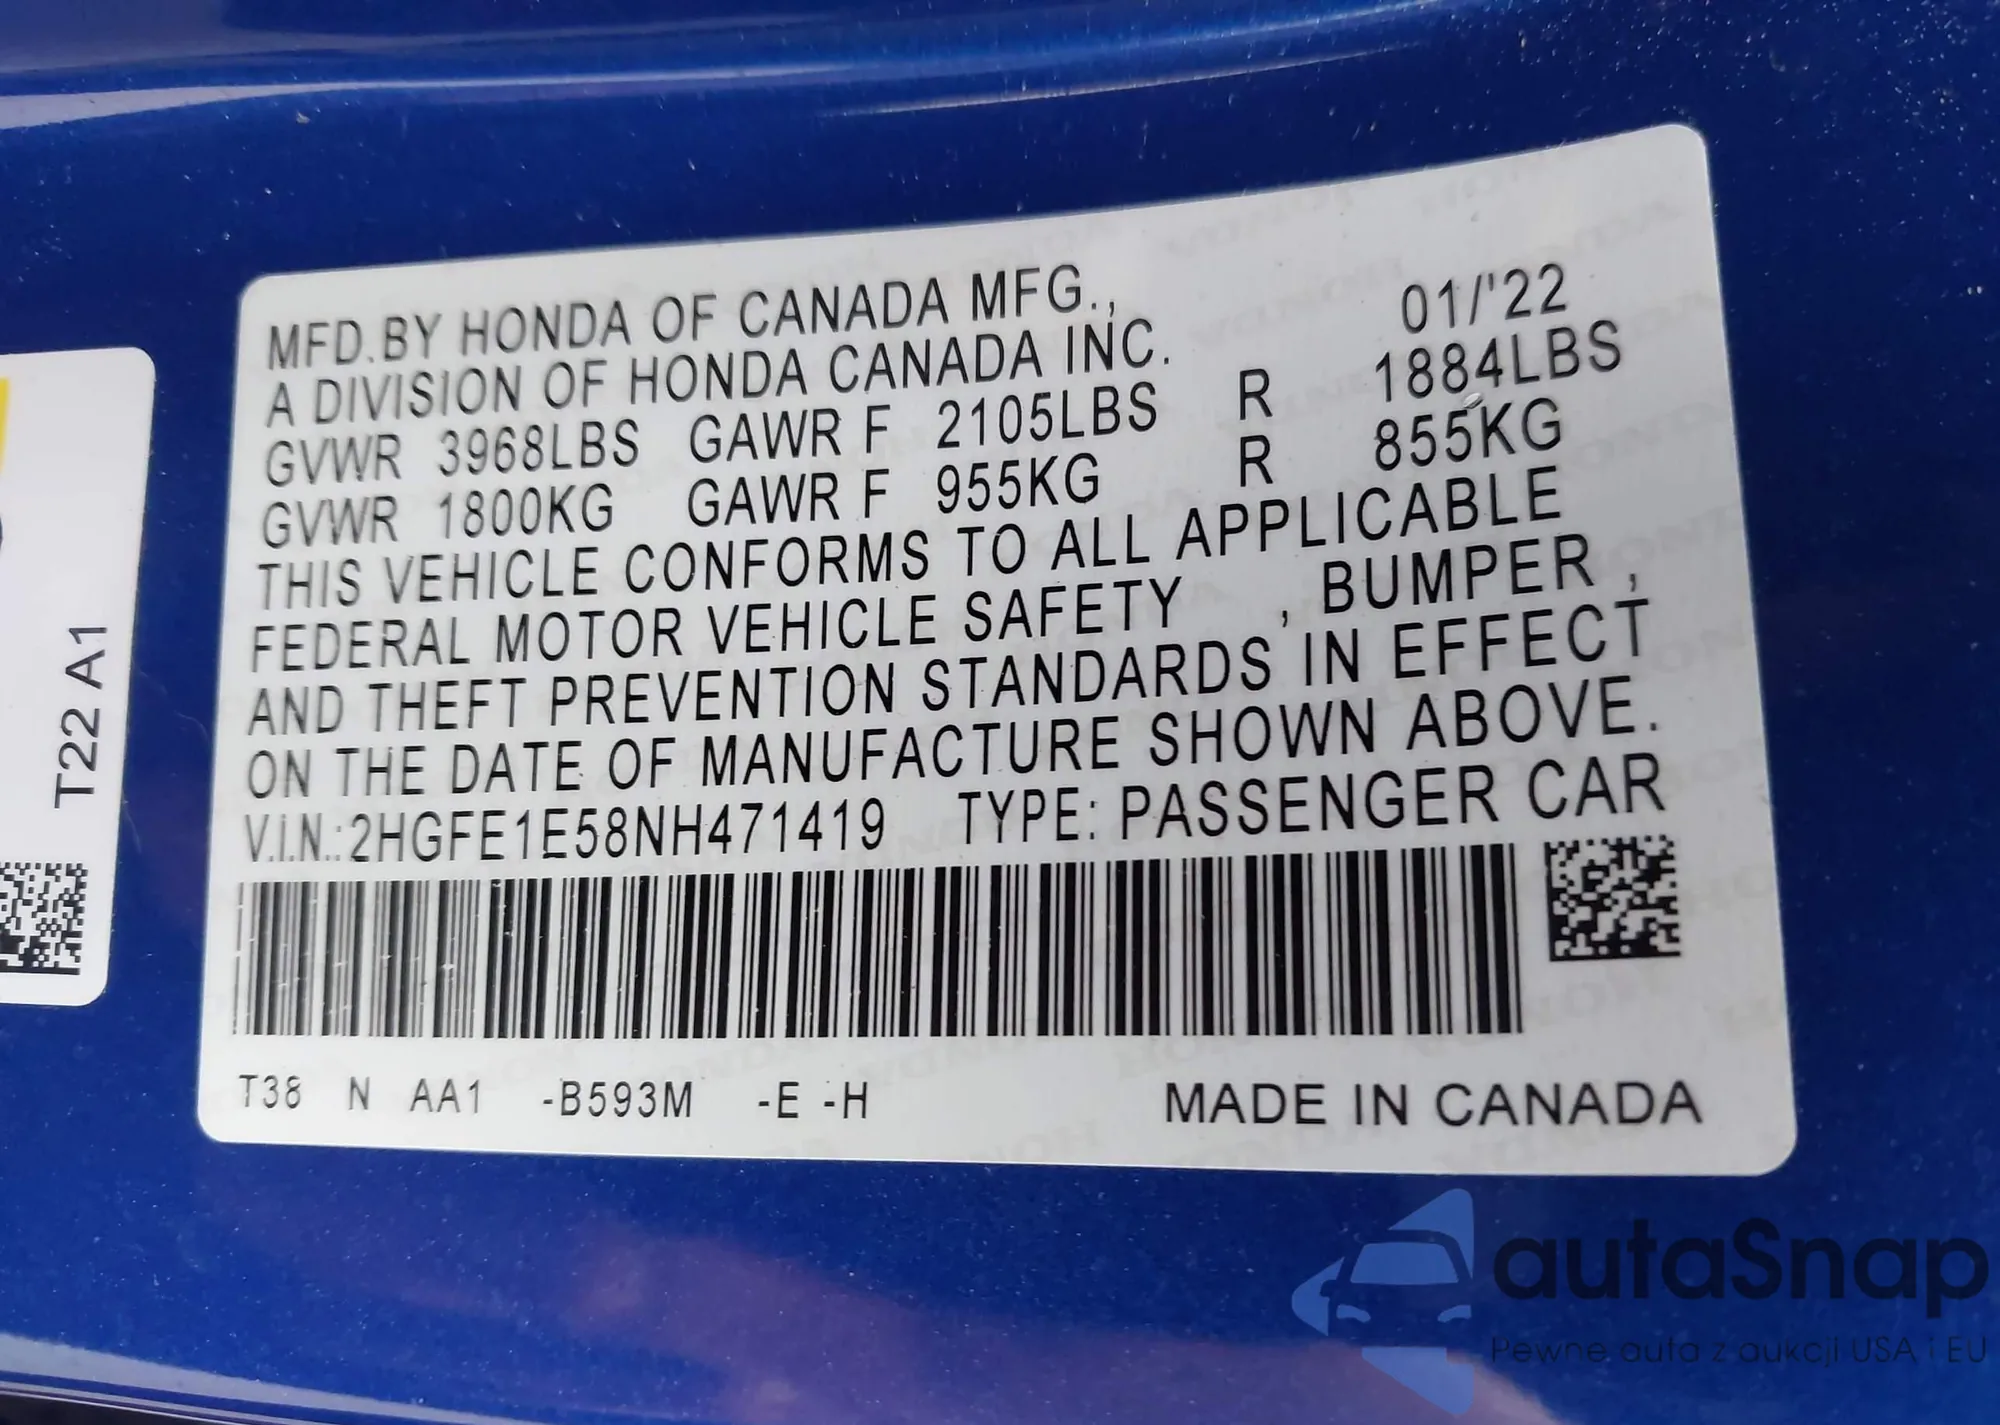 MFD.BY HONDA OF CANADA MFG., 01/'22
A DIVISION OF HONDA CANADA INC.
GVWR 3968LBS GAWR F 2105LBS R 1884LBS
GVWR 1800KG GAWR F 955KG R 855KG
THIS VEHICLE CONFORMS TO ALL APPLICABLE
FEDERAL MOTOR VEHICLE SAFETY , BUMPER ,
AND THEFT PREVENTION STANDARDS IN EFFECT
ON THE DATE OF MANUFACTURE SHOWN ABOVE.
V.I.N.:2HGFE1E58NH471419 TYPE: PASSENGER CAR
T38 N AA1 -B593M -E -H MADE IN CANADA
T22 A1
autaSnap
Pewne auta z aukcji USA i EU